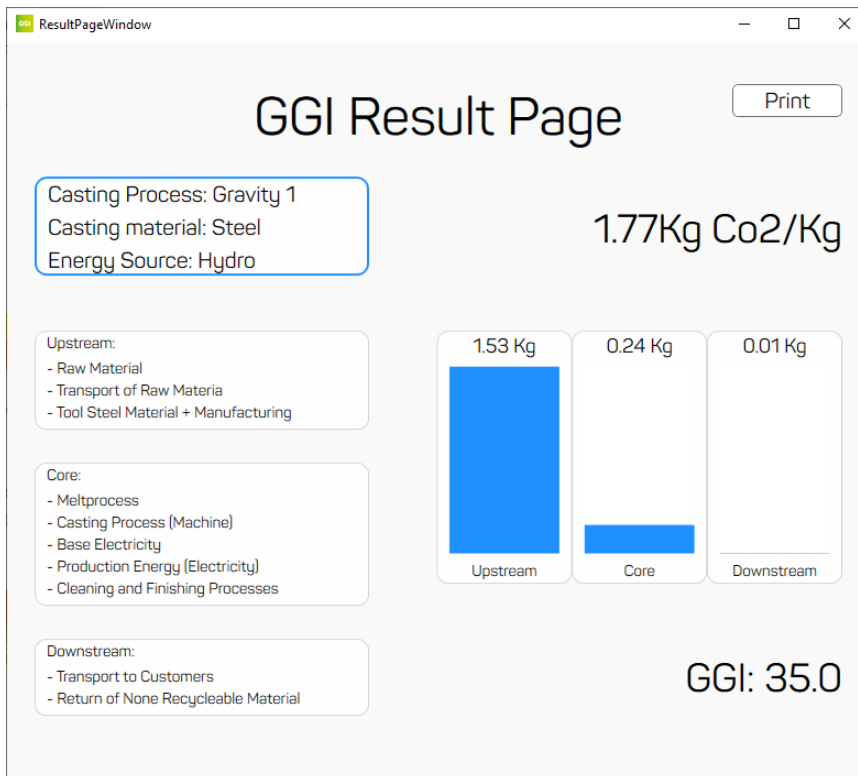 GGI ResultPageWindow
GGI Result Page
Print
Casting Process: Gravity 1
Casting material: Steel
Energy Source: Hydro
1.77Kg Co2/Kg
Upstream:
- Raw Material
- Transport of Raw Materia
- Tool Steel Material + Manufacturing
Core:
- Meltprocess
- Casting Process (Machine)
- Base Electricity
- Production Energy (Electricity)
- Cleaning and Finishing Processes
Downstream:
- Transport to Customers
- Return of None Recycleable Material
1.53 Kg
0.24 Kg
0.01 Kg
Upstream
Core
Downstream
GGI: 35.0